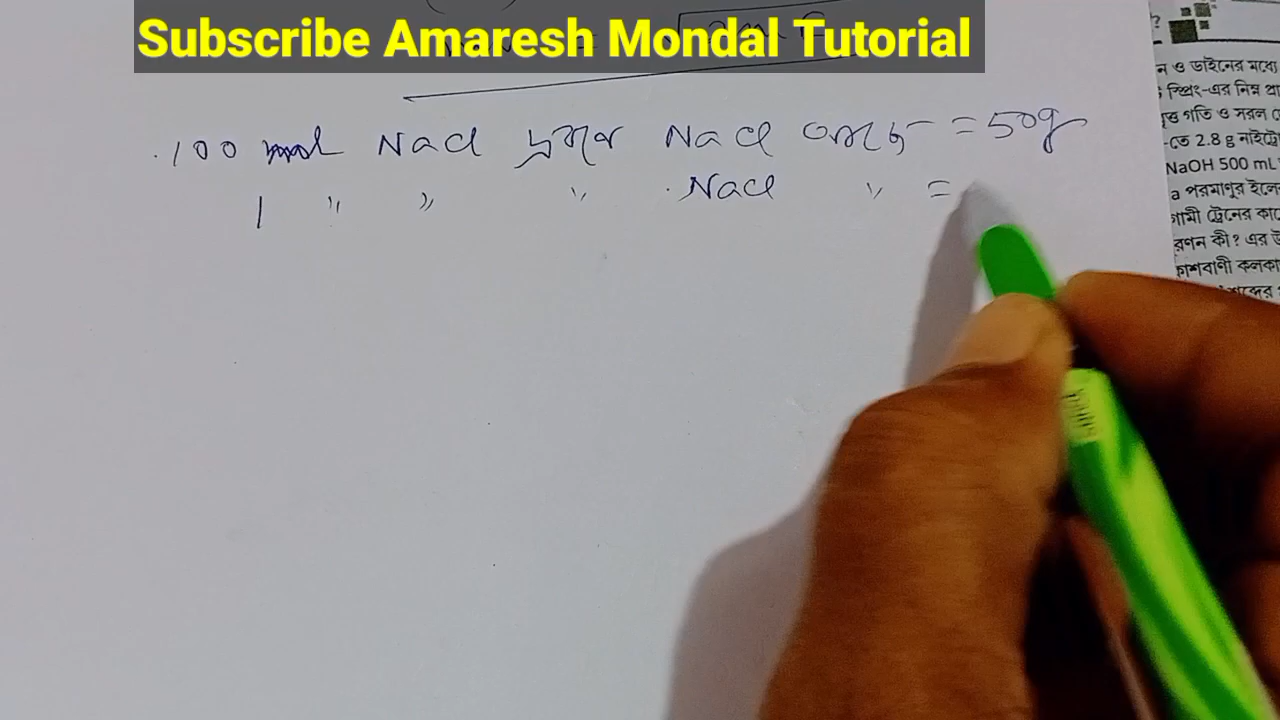 Subscribe Amaresh Mondal Tutorial
100 NaCl দ্রবণে NaCl আছে = 50g
1 " " " NaCl " =
?
ন ও ডাইনের মধ্যে
স্প্রিং-এর নিম্ন প্রা
ত্ত গতি ও সরল
-তে 2.8 g নাইট্রো
NaOH 500 mL
a পরমাণুর ইলে
গামী ট্রেনের কা
রণন কী? এর উ
কাশবাণী কলকা
শব্দের